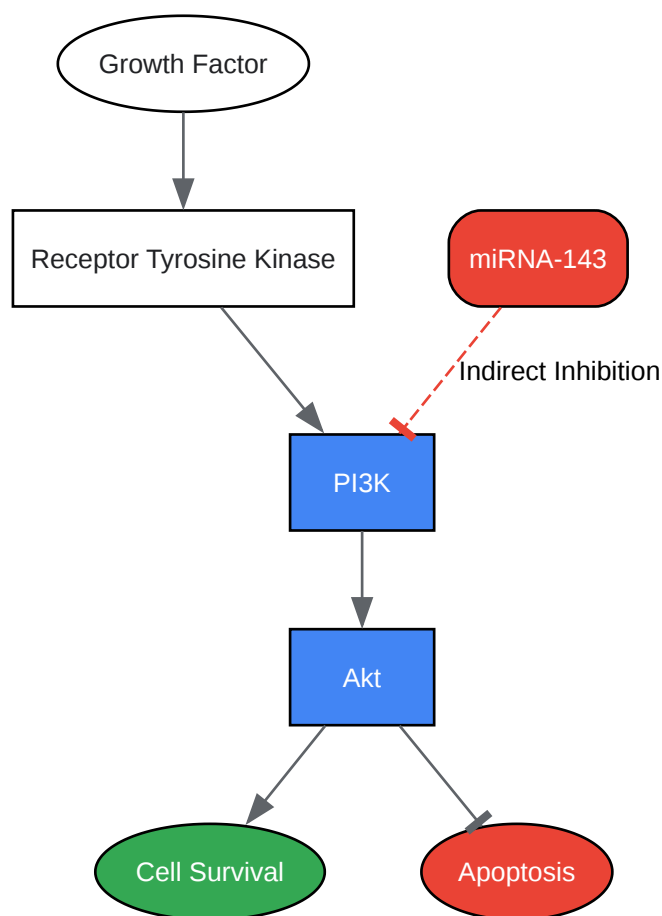 Growth Factor
Receptor Tyrosine Kinase
miRNA-143
Indirect Inhibition
PI3K
Akt
Cell Survival
Apoptosis